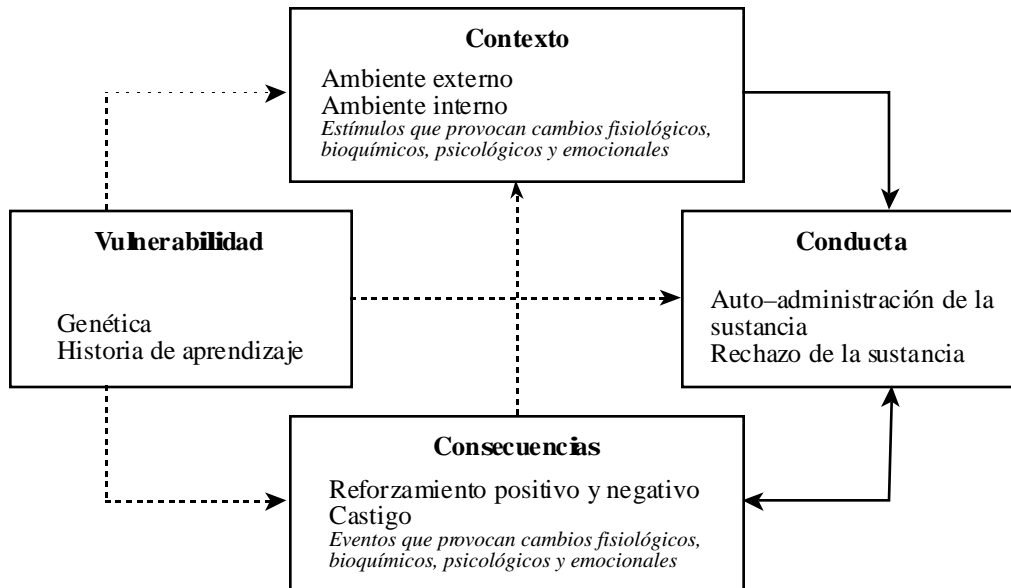 Contexto
Ambiente externo
Ambiente interno
Estímulos que provocan cambios fisiológicos,
bioquímicos, psicológicos y emocionales
Vulnerabilidad
Genética
Historia de aprendizaje
Conducta
Auto–administración de la
sustancia
Rechazo de la sustancia
Consecuencias
Reforzamiento positivo y negativo
Castigo
Eventos que provocan cambios fisiológicos,
bioquímicos, psicológicos y emocionales